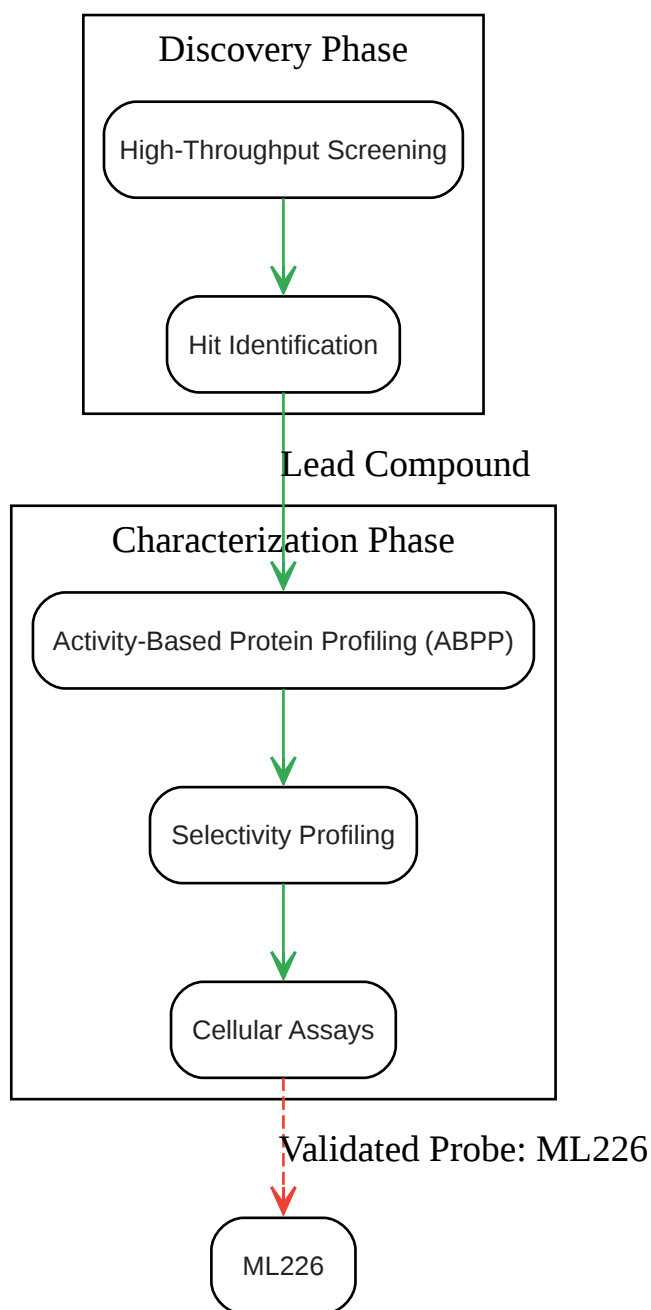 Discovery Phase
High-Throughput Screening
Hit Identification
Lead Compound
Characterization Phase
Activity-Based Protein Profiling (ABPP)
Selectivity Profiling
Cellular Assays
Validated Probe: ML226
ML226